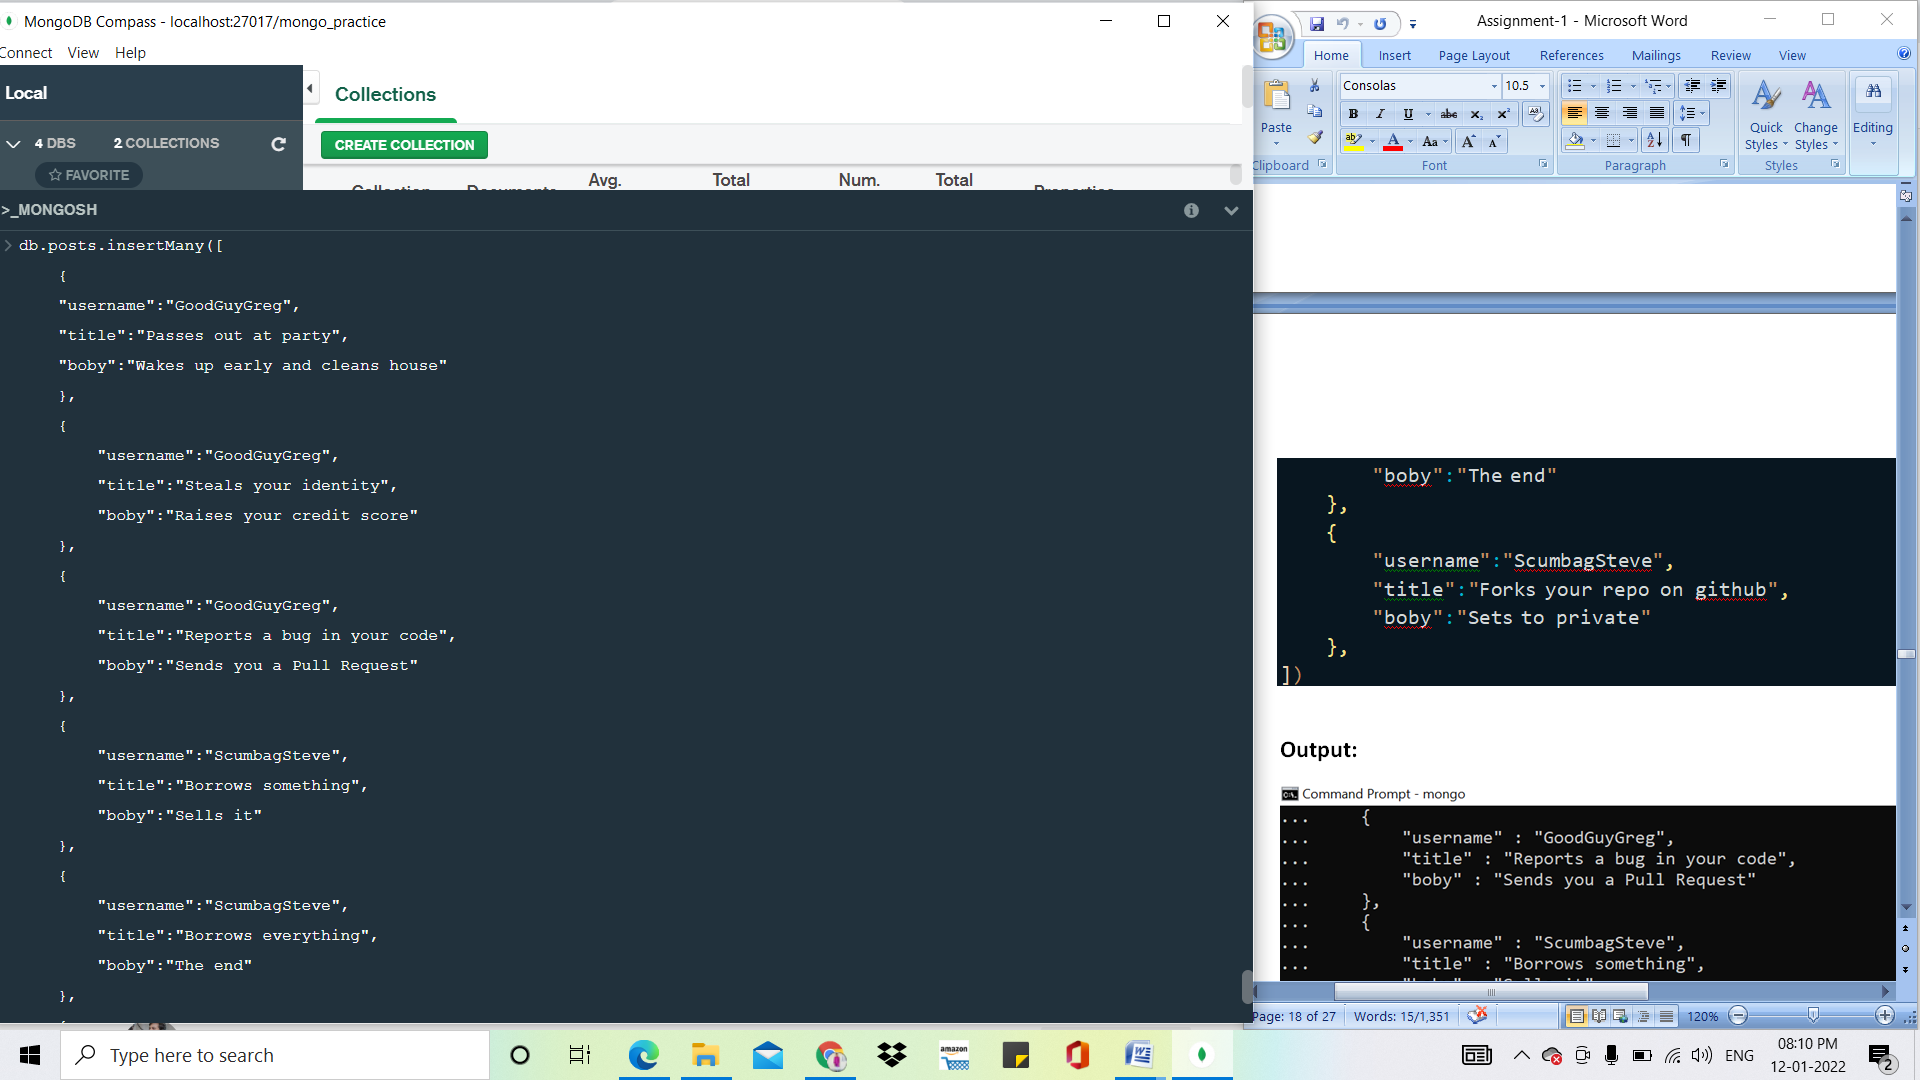 MongoDB Compass - localhost:27017/mongo_practice
Connect View Help
Local
4 DBS 2 COLLECTIONS
FAVORITE
Collections
CREATE COLLECTION
Collection Documents Avg. Total Num. Total Properties
>_MONGOSH
> db.posts.insertMany([
{
"username":"GoodGuyGreg",
"title":"Passes out at party",
"boby":"Wakes up early and cleans house"
},
{
"username":"GoodGuyGreg",
"title":"Steals your identity",
"boby":"Raises your credit score"
},
{
"username":"GoodGuyGreg",
"title":"Reports a bug in your code",
"boby":"Sends you a Pull Request"
},
{
"username":"ScumbagSteve",
"title":"Borrows something",
"boby":"Sells it"
},
{
"username":"ScumbagSteve",
"title":"Borrows everything",
"boby":"The end"
},
Assignment-1 - Microsoft Word
Home Insert Page Layout References Mailings Review View
Consolas 10.5
Paste
Quick Styles
Change Styles
Editing
Clipboard Font Paragraph Styles
"boby":"The end"
},
{
"username":"ScumbagSteve",
"title":"Forks your repo on github",
"boby":"Sets to private"
},
])
Output:
Command Prompt - mongo
... {
... "username" : "GoodGuyGreg",
... "title" : "Reports a bug in your code",
... "boby" : "Sends you a Pull Request"
... },
... {
... "username" : "ScumbagSteve",
... "title" : "Borrows something",
Page: 18 of 27 Words: 15/1,351 120%
Type here to search
amazon
ENG
08:10 PM
12-01-2022
2